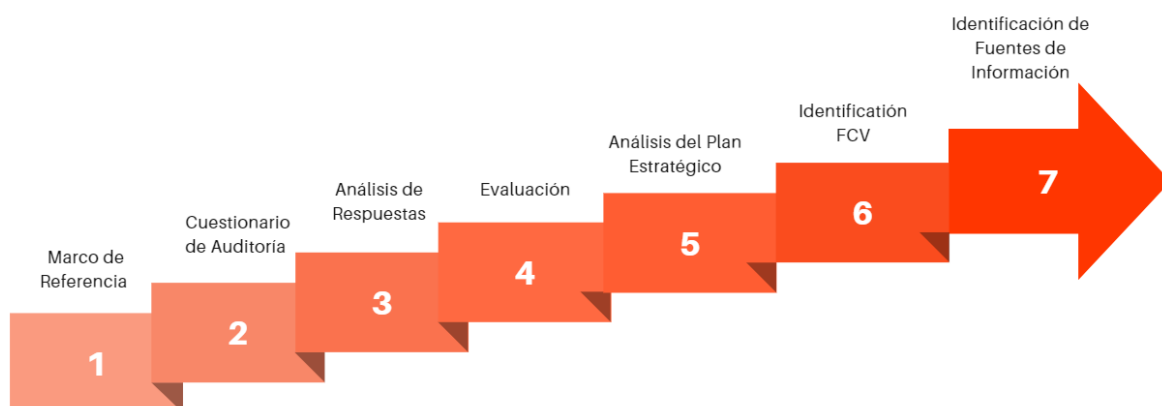 Marco de
Referencia
1
Cuestionario
de Auditoría
2
Análisis de
Respuestas
3
Evaluación
4
Análisis del Plan
Estratégico
5
Identificatión
FCV
6
Identificación de
Fuentes de
Información
7